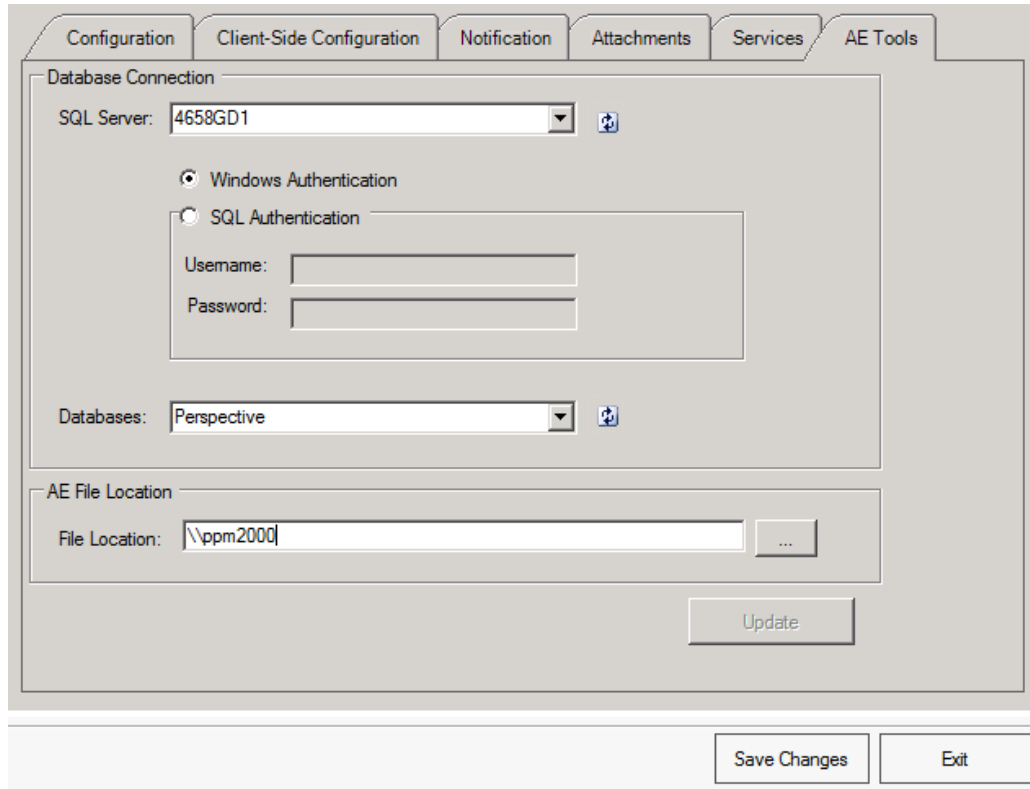 Configuration Client-Side Configuration Notification Attachments Services AE Tools
Database Connection
SQL Server: 4658GD1
Windows Authentication
SQL Authentication
Username:
Password:
Databases: Perspective
AE File Location
File Location: \\ppm2000
...
Update
Save Changes Exit